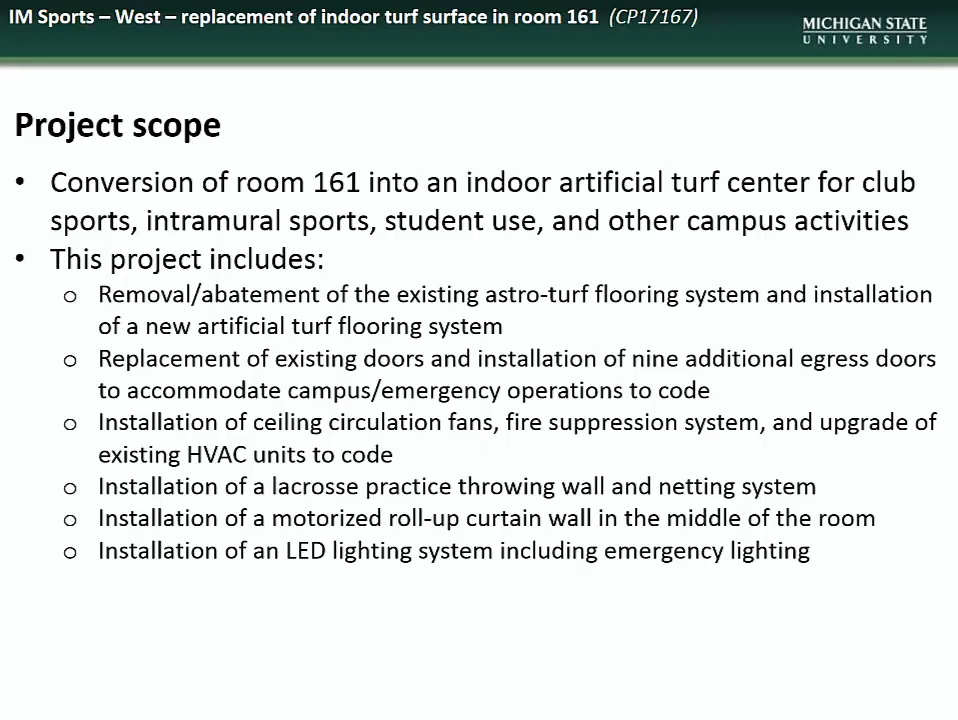 IM Sports – West – replacement of indoor turf surface in room 161 (CP17167)
MICHIGAN STATE
UNIVERSITY
Project scope
• Conversion of room 161 into an indoor artificial turf center for club
sports, intramural sports, student use, and other campus activities
• This project includes:
o Removal/abatement of the existing astro-turf flooring system and installation
of a new artificial turf flooring system
o Replacement of existing doors and installation of nine additional egress doors
to accommodate campus/emergency operations to code
o Installation of ceiling circulation fans, fire suppression system, and upgrade of
existing HVAC units to code
o Installation of a lacrosse practice throwing wall and netting system
o Installation of a motorized roll-up curtain wall in the middle of the room
o Installation of an LED lighting system including emergency lighting